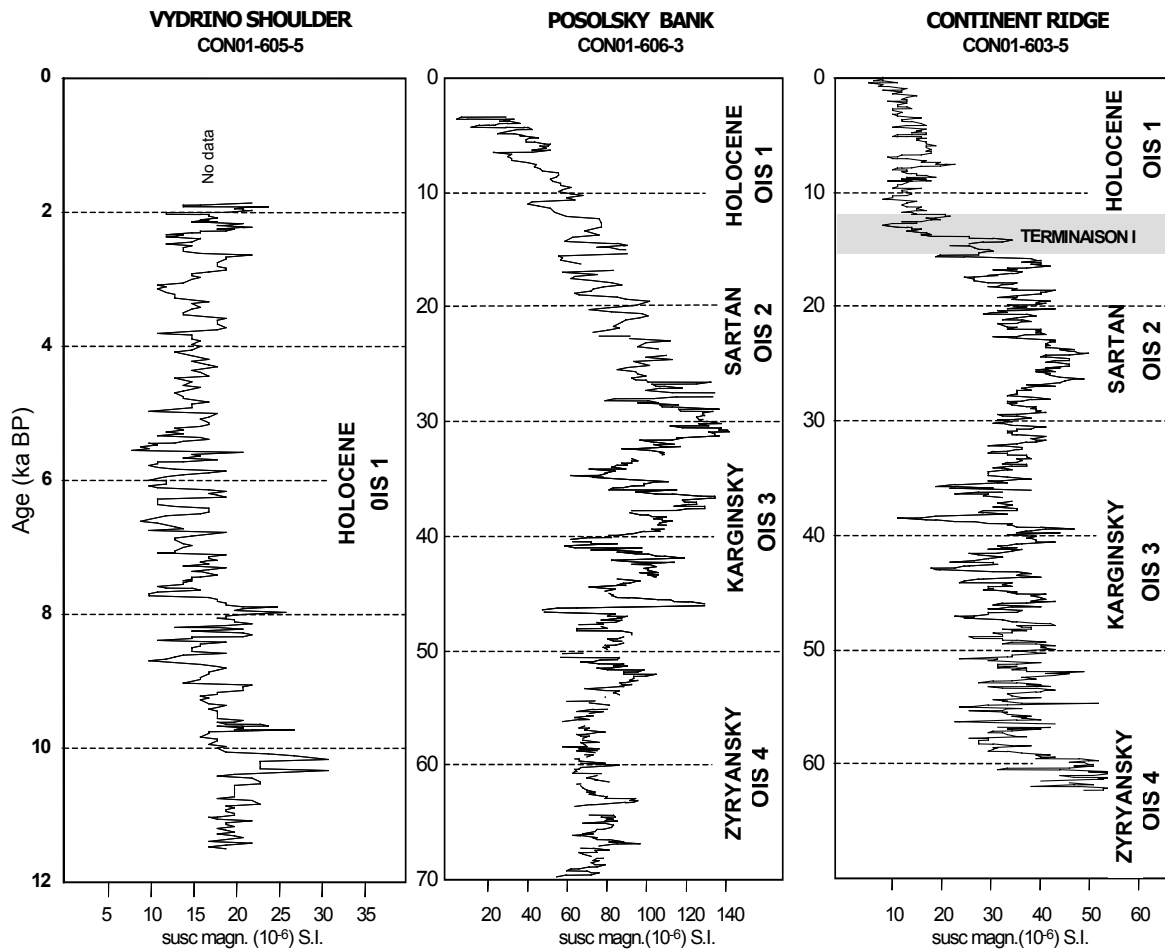 VYDRINO SHOULDER
CON01-605-5
0
2
4
6
8
10
12
Age (ka BP)
No data
HOLOCENE
0IS 1
5
10
15
20
25
30
35
susc magn. (10-6) S.I.
POSOLSKY BANK
CON01-606-3
0
10
20
30
40
50
60
70
HOLOCENE
OIS 1
SARTAN
OIS 2
KARGINSKY
OIS 3
ZYRYANSKY
OIS 4
20
40
60
80
100
120
140
susc magn.(10-6) S.I.
CONTINENT RIDGE
CON01-603-5
0
10
20
30
40
50
60
HOLOCENE
OIS 1
TERMINAISON I
SARTAN
OIS 2
KARGINSKY
OIS 3
ZYRYANSKY
OIS 4
10
20
30
40
50
60
susc magn. (10-6) S.I.